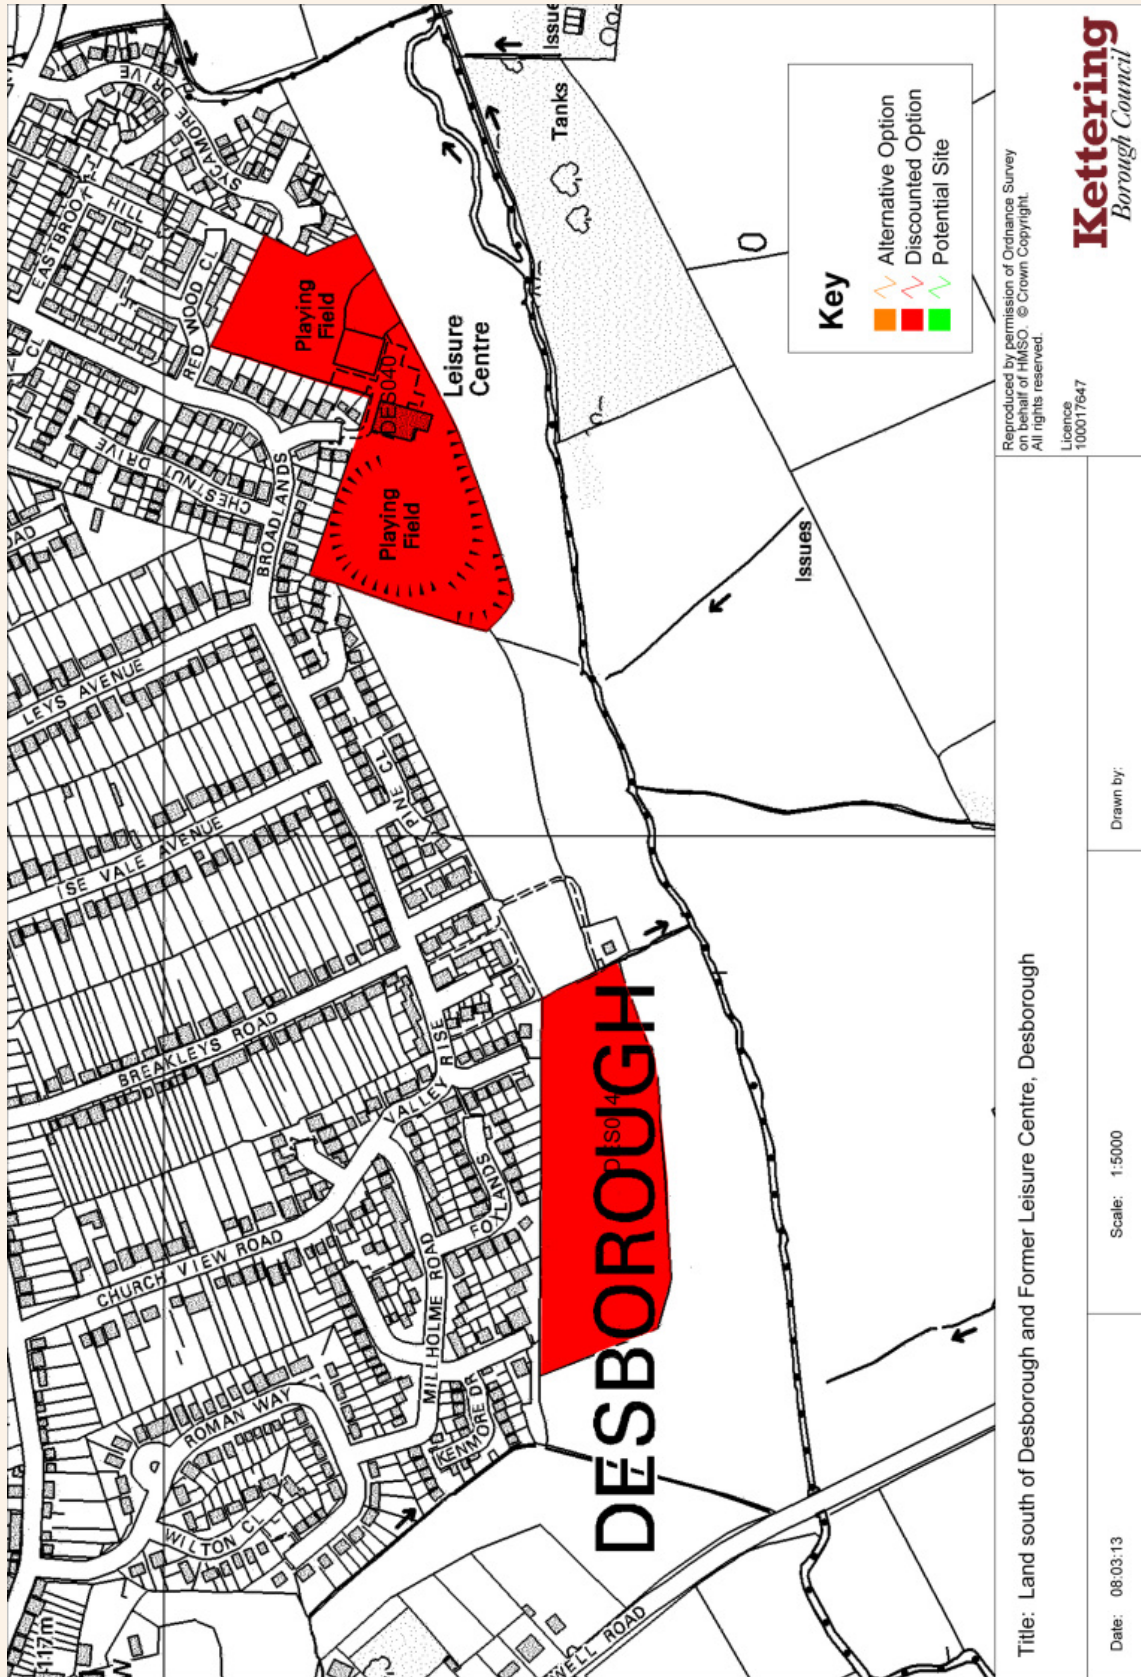 117m
WILTON CL
ROMAN WAY
KENMORE DR
MILLHOLME ROAD
CHURCH VIEW ROAD
FOXLANDS
VALLEY RISE
BREAKLEYS ROAD
ISE VALE AVENUE
PINE CL
LEYS AVENUE
BROADLANDS
CHESTNUT DRIVE
RED WOOD CL
CL
EASTBROOK
HILL
SYCAMORE DRIVE
Playing
Field
Playing
Field
DES040
Leisure
Centre
DESBOROUGH
Issues
Tanks
Key
Alternative Option
Discounted Option
Potential Site
Title: Land south of Desborough and Former Leisure Centre, Desborough
Reproduced by permission of Ordnance Survey
on behalf of HMSO. © Crown Copyright.
All rights reserved.
Licence
100017647
Kettering
Borough Council
Date: 08:03:13
Scale: 1:5000
Drawn by: